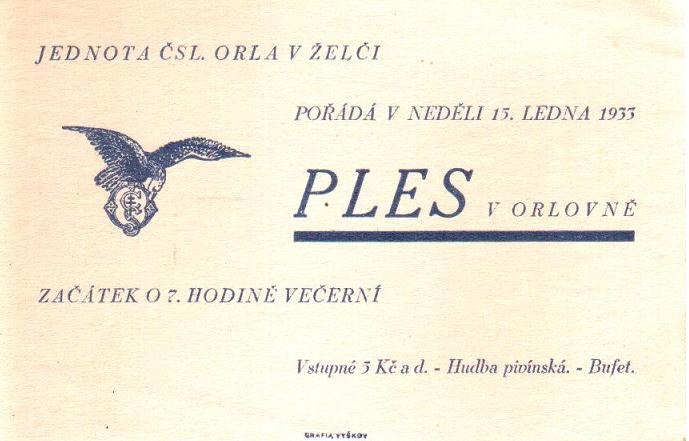 JEDNOTA ČSL. ORLA V ŽELČI
POŘÁDÁ V NEDĚLI 15. LEDNA 1933
PLES V ORLOVNĚ
ZAČÁTEK O 7. HODINĚ VEČERNÍ
Vstupné 3 Kč a d. - Hudba pivínská. - Bufet.
GRAFIA VYŠKOV